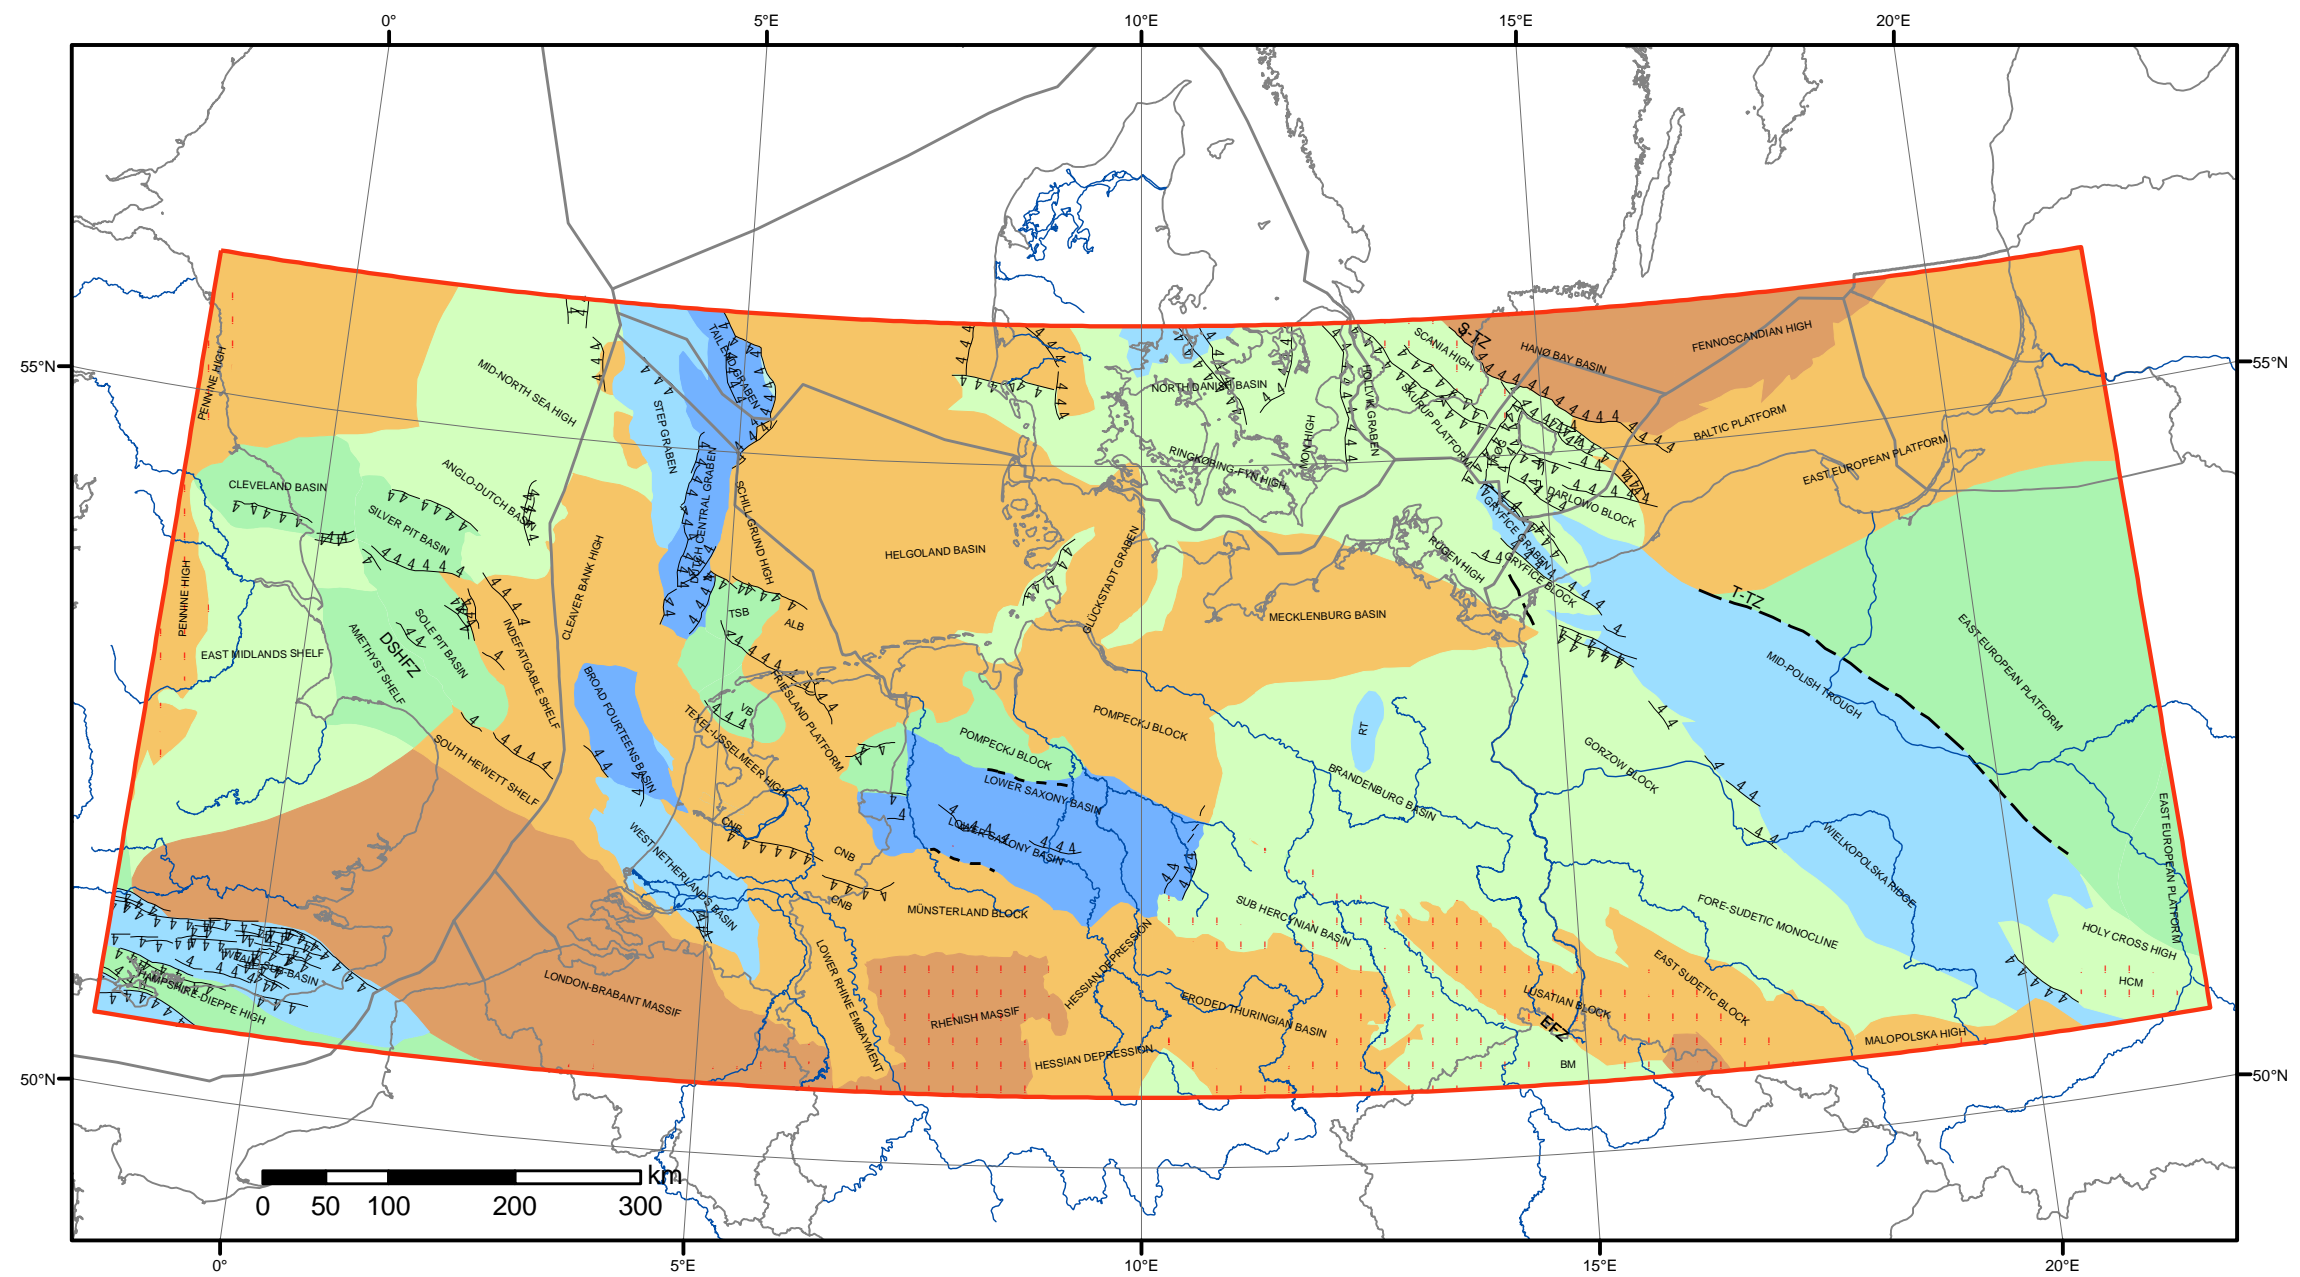 0°
5°E
10°E
15°E
20°E
55°N
55°N
50°N
50°N
PENNINE HIGH
MID-NORTH SEA HIGH
STEP GRABEN
TAIL END GRABEN
NORTH DANISH BASIN
MON HIGH
HOLLVIK GRABEN
SCANIA HIGH
S-TZ
HANØ BAY BASIN
FENNOSCANDIAN HIGH
SKURUP PLATFORM
BALTIC PLATFORM
EAST EUROPEAN PLATFORM
RINGKØBING-FYN HIGH
CLEVELAND BASIN
ANGLO-DUTCH BASIN
SILVER PIT BASIN
DUTCH CENTRAL GRABEN
SCHILL GRUND HIGH
HELGOLAND BASIN
GLÜCKSTADT GRABEN
DARLOWO BLOCK
GRYFICE GRABEN
RÜGEN HIGH
GRYFICE BLOCK
PENNINE HIGH
CLEAVER BANK HIGH
TSB
ALB
MECKLENBURG BASIN
T-TZ
EAST EUROPEAN PLATFORM
EAST MIDLANDS SHELF
AMETHYST SHELF
DSHFZ
SOLE PIT BASIN
INDEFATIGABLE SHELF
BROAD FOURTEENS BASIN
VB
FRIESLAND PLATFORM
TEXEL-IJSSELMEER HIGH
POMPECKJ BLOCK
POMPECKJ BLOCK
RT
MID-POLISH TROUGH
SOUTH HEWETT SHELF
GORZOW BLOCK
BRANDENBURG BASIN
LOWER SAXONY BASIN
LOWER SAXONY BASIN
CNB
CNB
CNB
WEST NETHERLANDS BASIN
WIELKOPOLSKA RIDGE
EAST EUROPEAN PLATFORM
MÜNSTERLAND BLOCK
SUB HERCYNIAN BASIN
FORE-SUDETIC MONOCLINE
HOLY CROSS HIGH
HCM
WEALD SUB-BASIN
HAMPSHIRE-DIEPPE HIGH
LONDON-BRABANT MASSIF
LOWER RHINE EMBAYMENT
RHENISH MASSIF
HESSIAN DEPRESSION
HESSIAN DEPRESSION
ERODED THURINGIAN BASIN
LUSATIAN BLOCK
EFZ
EAST SUDETIC BLOCK
BM
MALOPOLSKA HIGH
km
0
50
100
200
300
0°
5°E
10°E
15°E
20°E